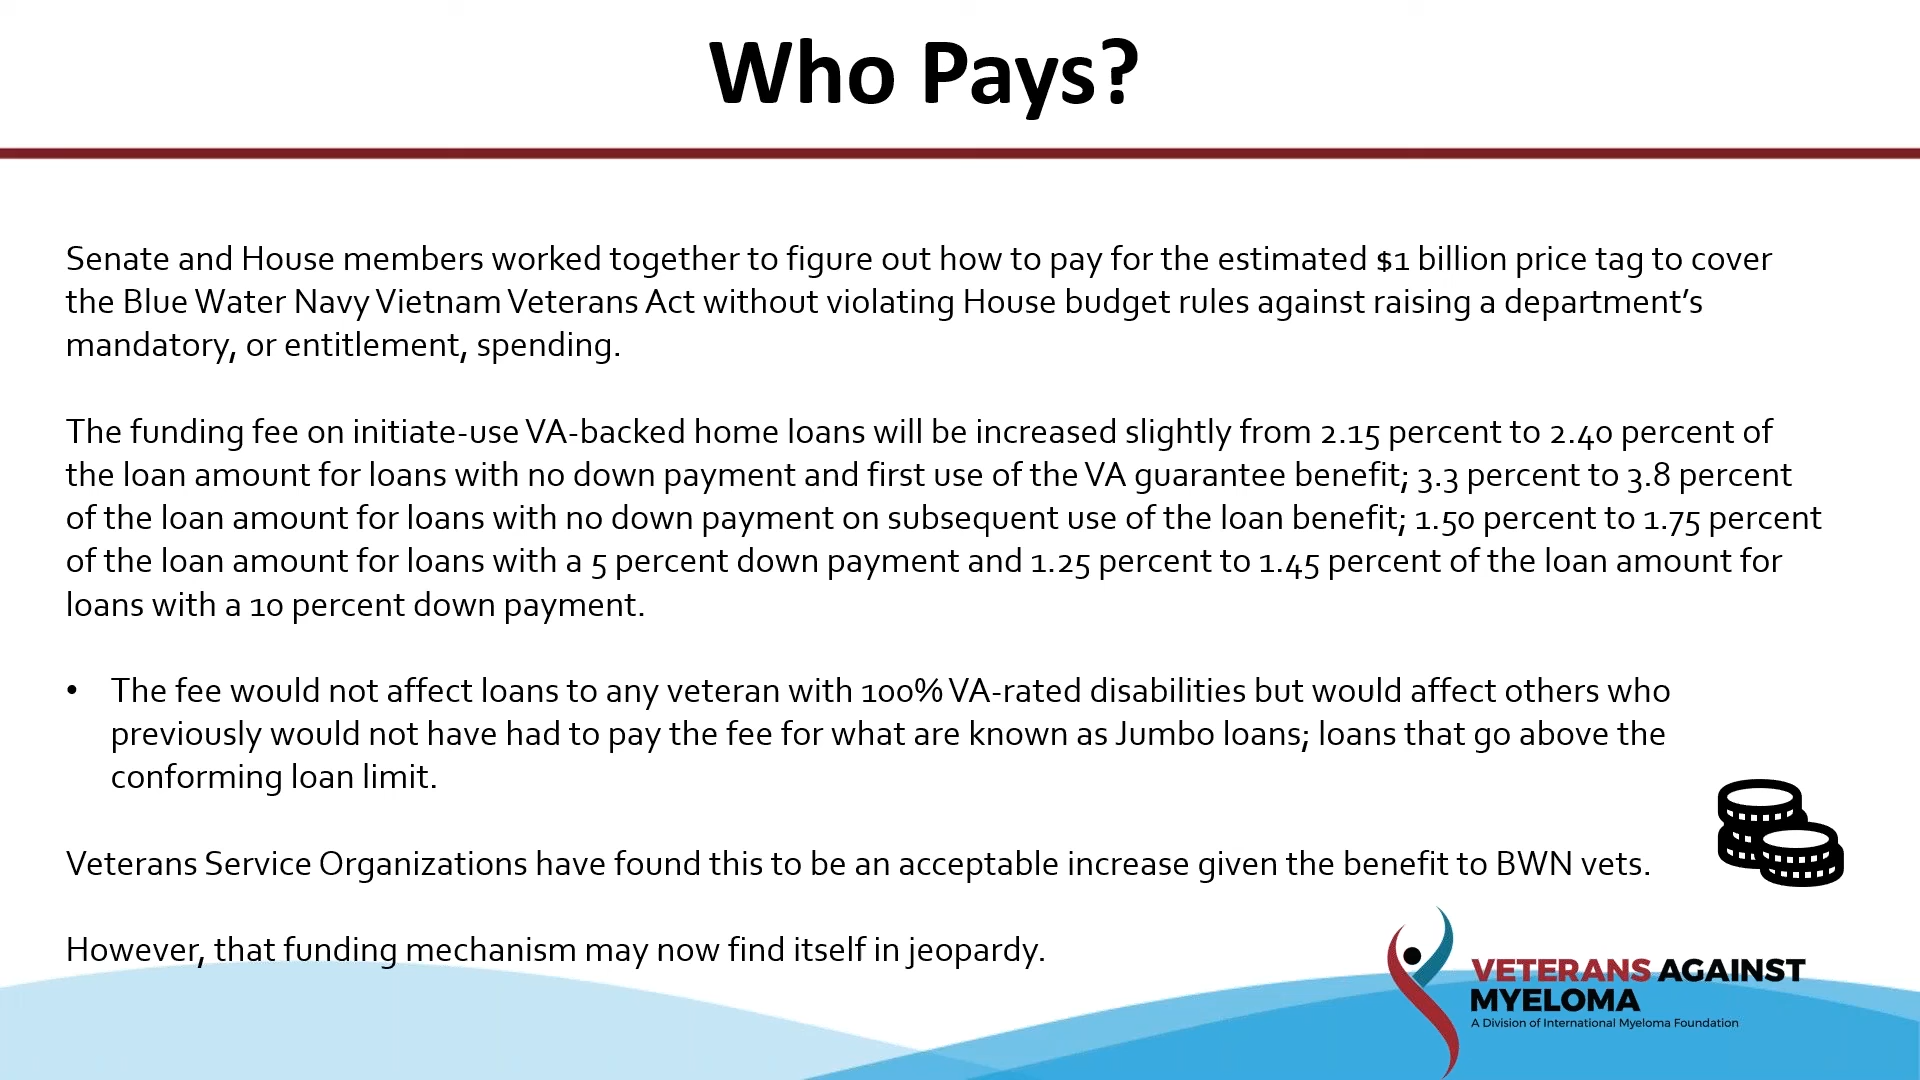 Who Pays?
Senate and House members worked together to figure out how to pay for the estimated $1 billion price tag to cover
the Blue Water Navy Vietnam Veterans Act without violating House budget rules against raising a department’s
mandatory, or entitlement, spending.
The funding fee on initiate-use VA-backed home loans will be increased slightly from 2.15 percent to 2.40 percent of
the loan amount for loans with no down payment and first use of the VA guarantee benefit; 3.3 percent to 3.8 percent
of the loan amount for loans with no down payment on subsequent use of the loan benefit; 1.50 percent to 1.75 percent
of the loan amount for loans with a 5 percent down payment and 1.25 percent to 1.45 percent of the loan amount for
loans with a 10 percent down payment.
• The fee would not affect loans to any veteran with 100% VA-rated disabilities but would affect others who
previously would not have had to pay the fee for what are known as Jumbo loans; loans that go above the
conforming loan limit.
Veterans Service Organizations have found this to be an acceptable increase given the benefit to BWN vets.
However, that funding mechanism may now find itself in jeopardy.
VETERANS AGAINST
MYELOMA
A Division of International Myeloma Foundation